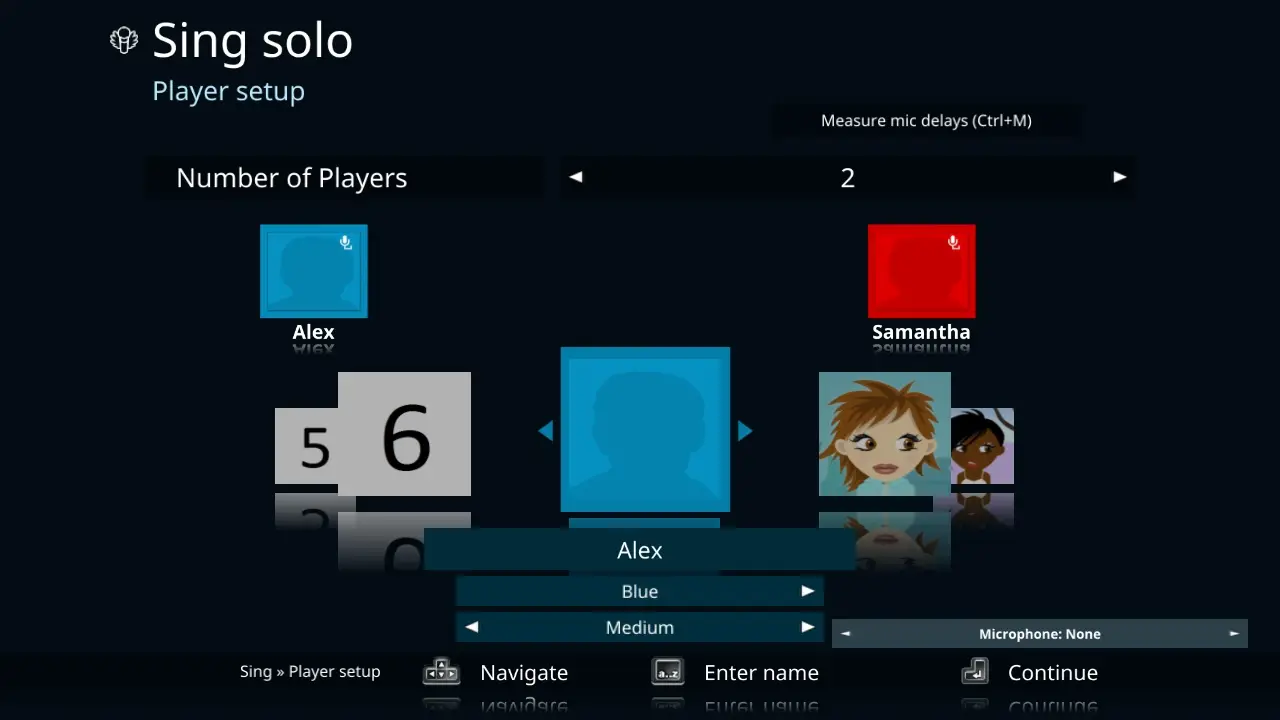 Sing solo
Player setup
Measure mic delays (Ctrl+M)
Number of Players
2
Alex
Samantha
5
6
Alex
Blue
Medium
Microphone: None
Sing » Player setup
a..z
Navigate
Enter name
Continue